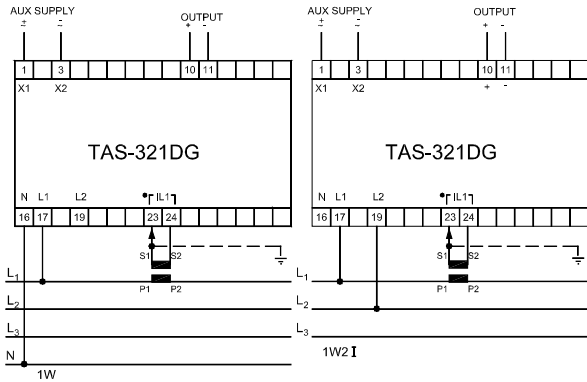 AUX SUPPLY
OUTPUT
+ -
1 3 10 11
X1 X2
TAS-321DG
N L1 L2 IL1
16 17 19 23 24
S1 S2
L1
P1 P2
L2
L3
N
1W
AUX SUPPLY
OUTPUT
+ -
1 3 10 11
X1 X2 + -
TAS-321DG
N L1 L2 IL1
16 17 19 23 24
S1 S2
L1
P1 P2
L2
L3
1W2